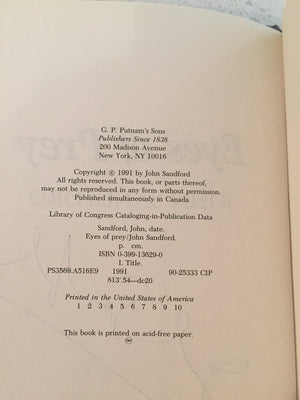 G. P. Putnam's Sons
Publishers Since 1838
200 Madison Avenue
New York, NY 10016
Copyright © 1991 by John Sandford
All rights reserved. This book, or parts thereof,
may not be reproduced in any form without permission.
Published simultaneously in Canada
Library of Congress Cataloging-in-Publication Data
Sandford, John, date.
Eyes of prey/John Sandford.
p. cm.
ISBN 0-399-13629-0
I. Title.
PS3569.A516E9 1991 90-25333 CIP
813'.54—dc20
Printed in the United States of America
1 2 3 4 5 6 7 8 9 10
This book is printed on acid-free paper.
♾